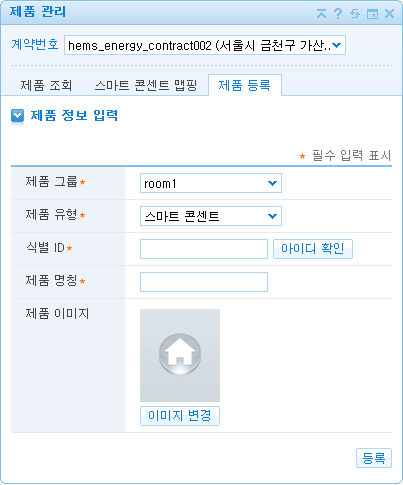 제품 관리
계약번호 hems_energy_contract002 (서울시 금천구 가산..
제품 조회 스마트 콘센트 맵핑 제품 등록
제품 정보 입력
* 필수 입력 표시
제품 그룹* room1
제품 유형* 스마트 콘센트
식별 ID* 아이디 확인
제품 명칭*
제품 이미지
이미지 변경
등록